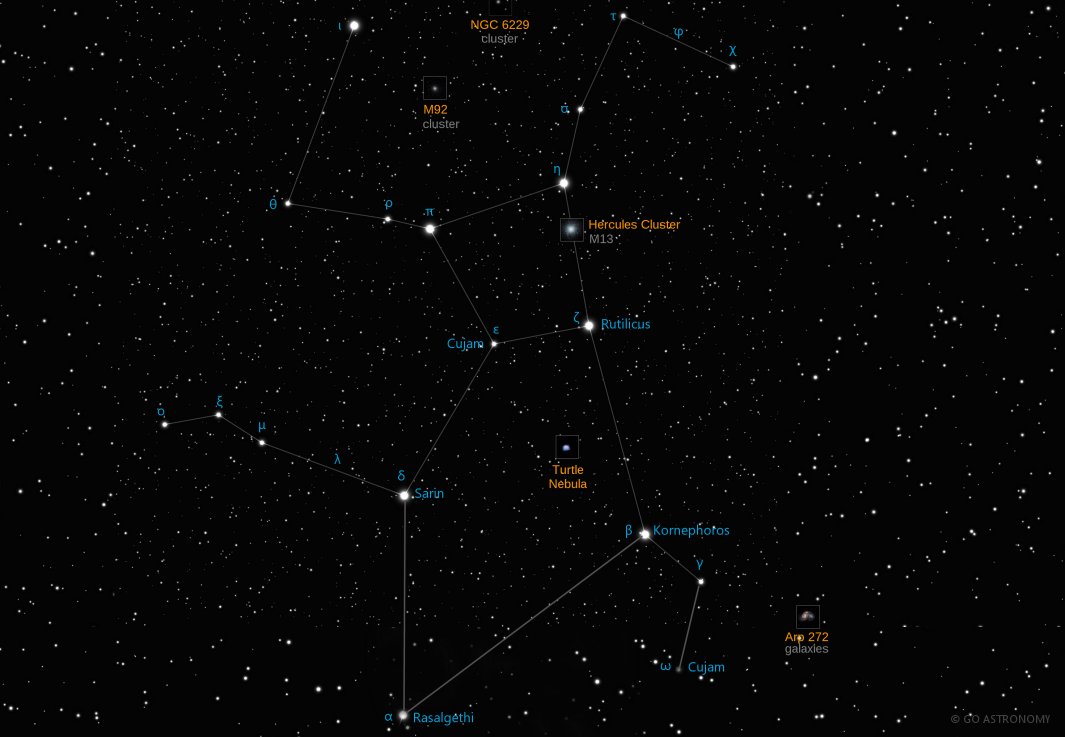 ι
NGC 6229
cluster
τ
φ
χ
M92
cluster
σ
η
θ
ρ
π
Hercules Cluster
M13
ζ
Rutilicus
ε
Cujam
ο
ξ
μ
λ
δ
Sarin
Turtle
Nebula
β
Kornephoros
γ
Arp 272
galaxies
ω
Cujam
α
Rasalgethi
© GO ASTRONOMY